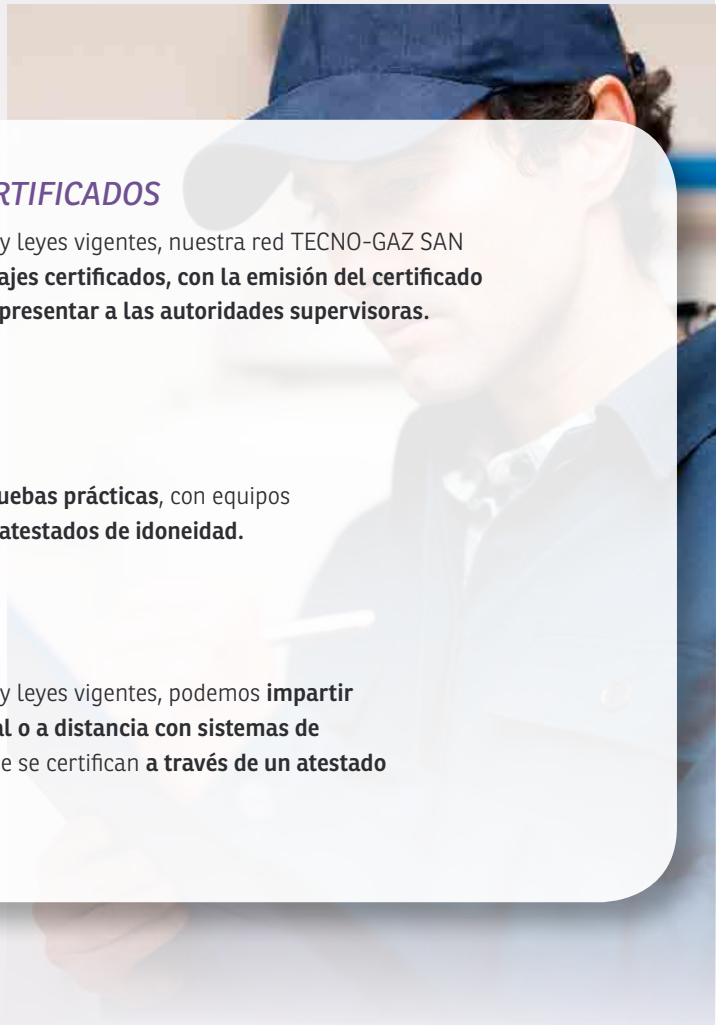 RTIFICADOS
y leyes vigentes, nuestra red TECNO-GAZ SAN
ajes certificados, con la emisión del certificado
presentar a las autoridades supervisoras.
uebas prácticas, con equipos
atestados de idoneidad.
y leyes vigentes, podemos impartir
al o a distancia con sistemas de
e se certifican a través de un atestado